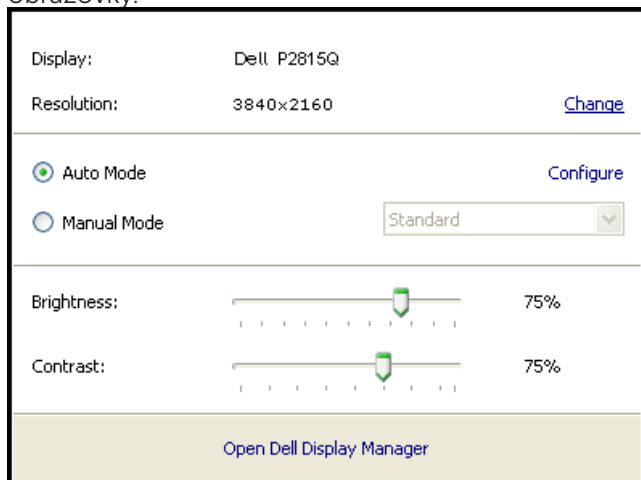 obrazovky.
Display: Dell P2815Q
Resolution: 3840x2160 Change
Auto Mode Configure
Manual Mode Standard
Brightness: 75%
Contrast: 75%
Open Dell Display Manager